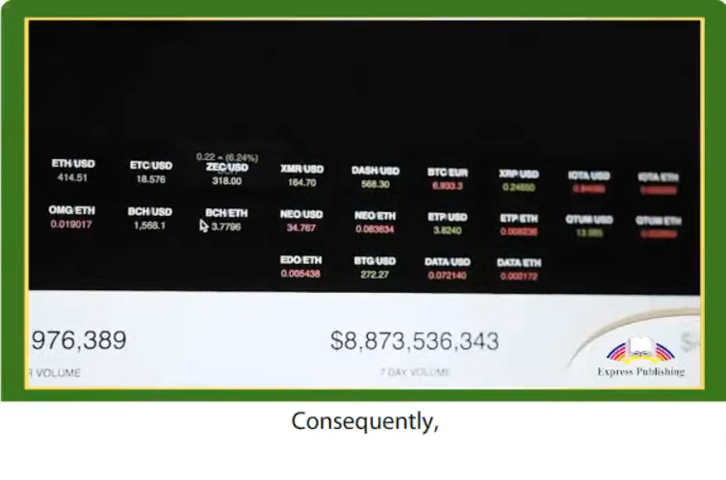 0.22 - (6.24%)
ETH/USD ETC/USD ZEC/USD XMR/USD DASH/USD BTC EUR XRP/USD IOTA USD IOTA ETH
414.51 18.576 318.00 164.70 568.30 6,933.3 0.24650
OMG/ETH BCH/USD BCH/ETH NEO/USD NEO/ETH ETP/USD ETP ETH QTUM USD QTUM ETH
0.019017 1,568.1 3.7796 34.767 0.083834 3.8240
EDO/ETH BTG/USD DATA/USD DATA/ETH
0.005438 272.27 0.072140 0.000172
976,389 $8,873,536,343
VOLUME 7 DAY VOLUME
Express Publishing
Consequently,